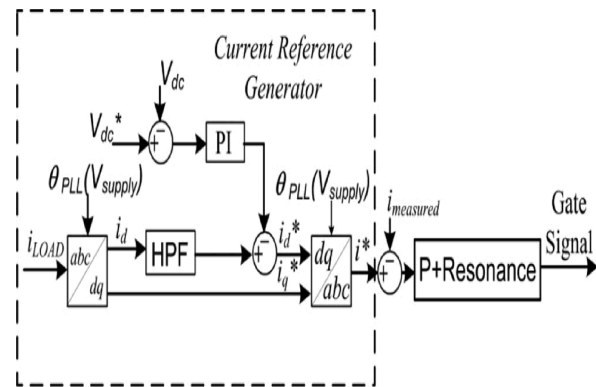 Current Reference
Generator
V_dc
V_dc*
+
−
PI
θ_PLL(V_supply)
θ_PLL(V_supply)
i_measured
Gate
Signal
i_LOAD
abc
dq
i_d
HPF
+
−
i_d*
i_q*
dq
abc
i*
+
−
P+Resonance